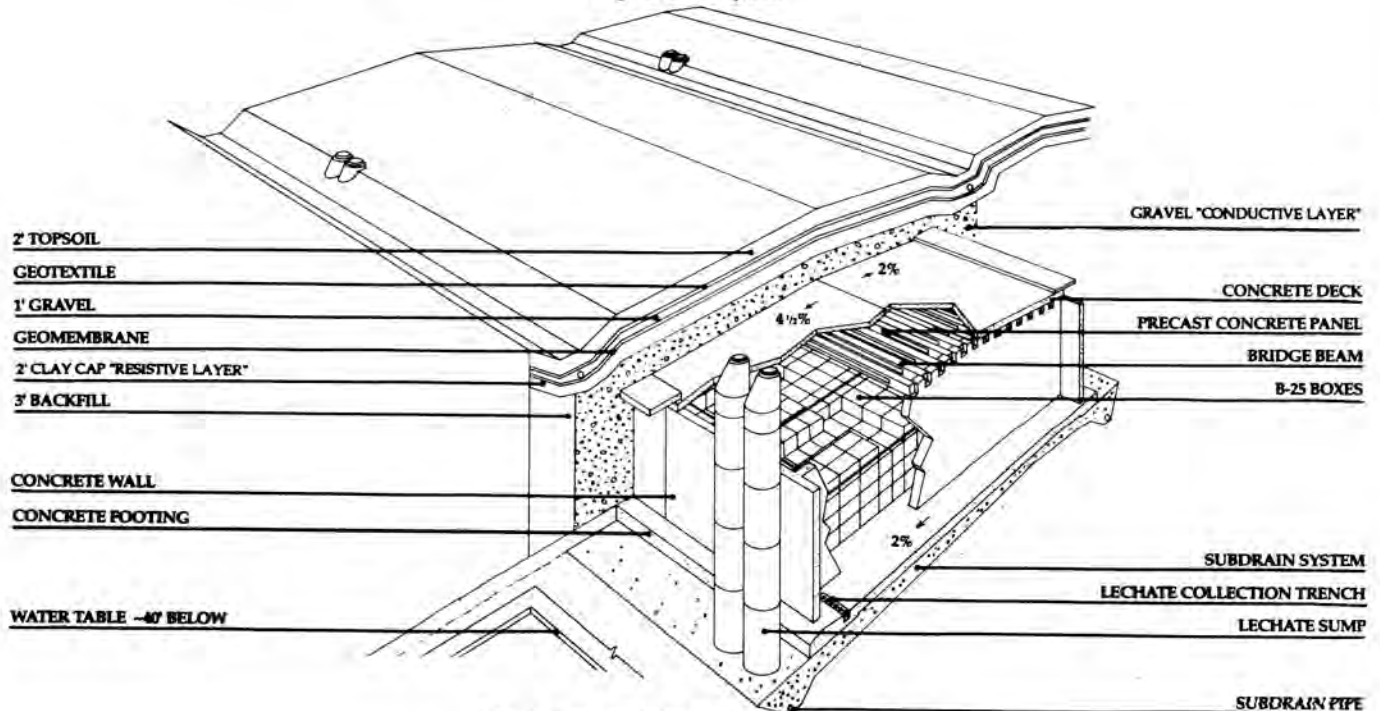 2' TOPSOIL
GEOTEXTILE
1' GRAVEL
GEOMEMBRANE
2' CLAY CAP "RESISTIVE LAYER"
3' BACKFILL
CONCRETE WALL
CONCRETE FOOTING
WATER TABLE ~40' BELOW
2%
4 1/2%
2%
GRAVEL "CONDUCTIVE LAYER"
CONCRETE DECK
PRECAST CONCRETE PANEL
BRIDGE BEAM
B-25 BOXES
SUBDRAIN SYSTEM
LECHATE COLLECTION TRENCH
LECHATE SUMP
SUBDRAIN PIPE